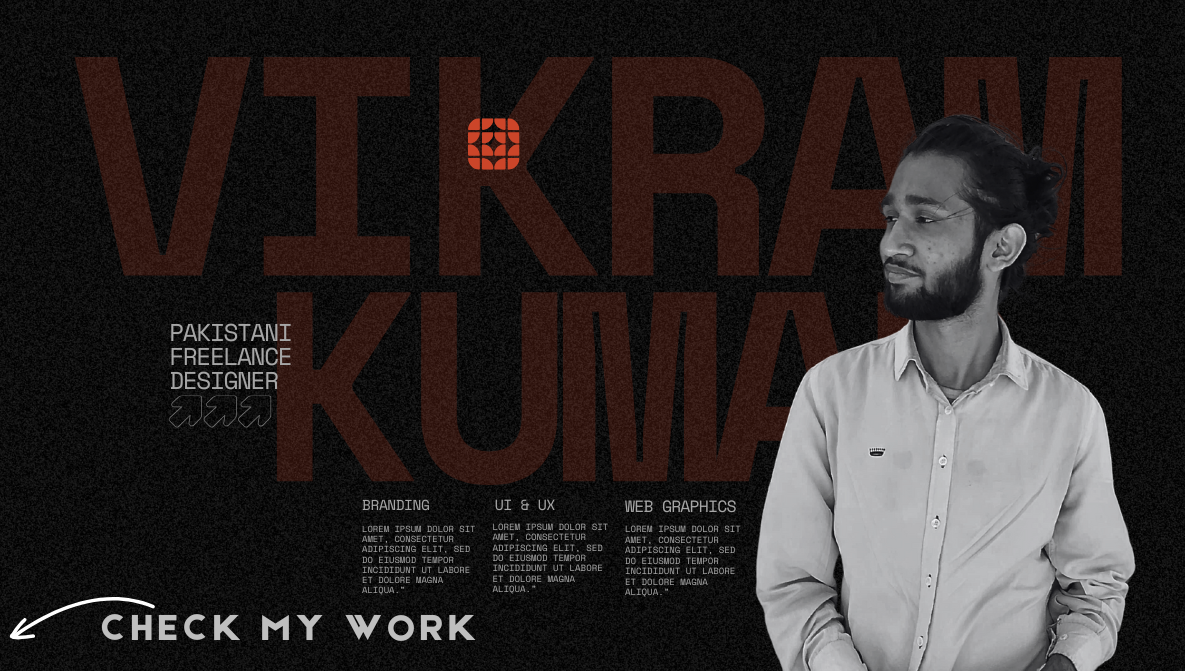 VIKRAM
KUMA
PAKISTANI
FREELANCE
DESIGNER
BRANDING
LOREM IPSUM DOLOR SIT
AMET, CONSECTETUR
ADIPISCING ELIT, SED
DO EIUSMOD TEMPOR
INCIDIDUNT UT LABORE
ET DOLORE MAGNA
ALIQUA."
UI & UX
LOREM IPSUM DOLOR SIT
AMET, CONSECTETUR
ADIPISCING ELIT, SED
DO EIUSMOD TEMPOR
INCIDIDUNT UT LABORE
ET DOLORE MAGNA
ALIQUA."
WEB GRAPHICS
LOREM IPSUM DOLOR SIT
AMET, CONSECTETUR
ADIPISCING ELIT, SED
DO EIUSMOD TEMPOR
INCIDIDUNT UT LABORE
ET DOLORE MAGNA
ALIQUA."
CHECK MY WORK